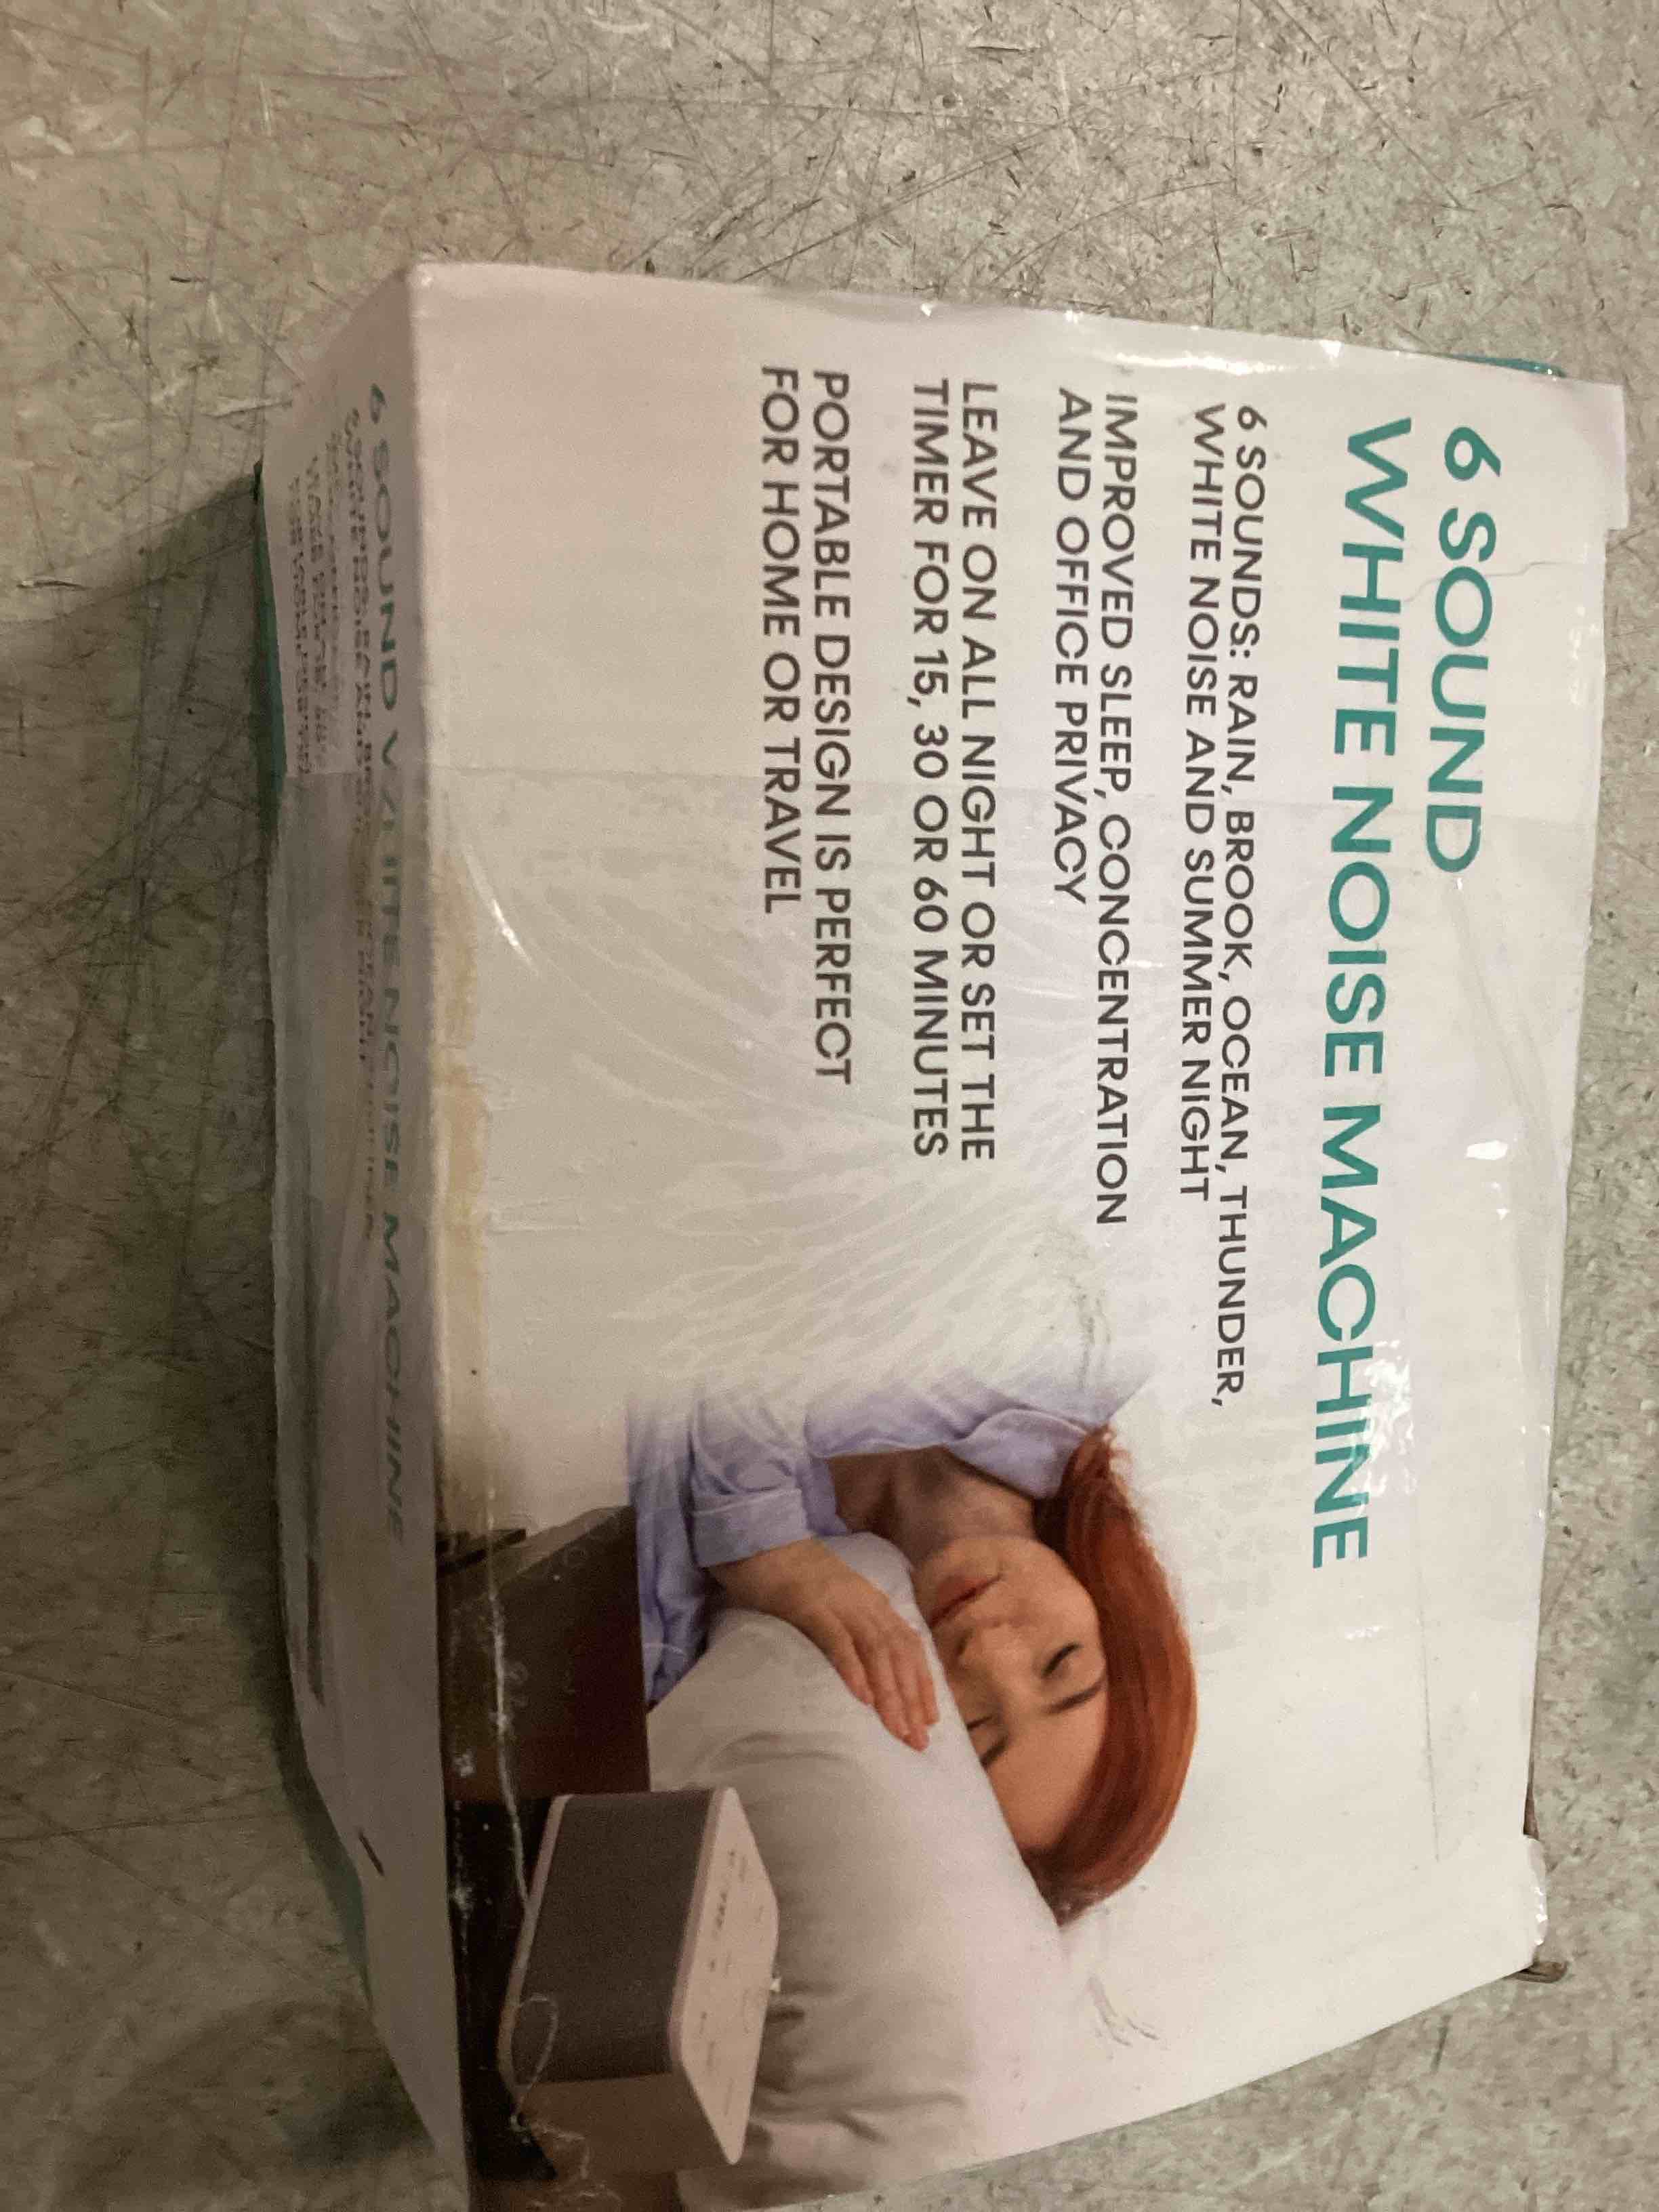 6 SOUND
WHITE NOISE MACHINE
6 SOUNDS: RAIN, BROOK, OCEAN, THUNDER,
WHITE NOISE AND SUMMER NIGHT
IMPROVED SLEEP, CONCENTRATION
AND OFFICE PRIVACY
LEAVE ON ALL NIGHT OR SET THE
TIMER FOR 15, 30 OR 60 MINUTES
PORTABLE DESIGN IS PERFECT
FOR HOME OR TRAVEL
6 SOUND WHITE NOISE MACHINE